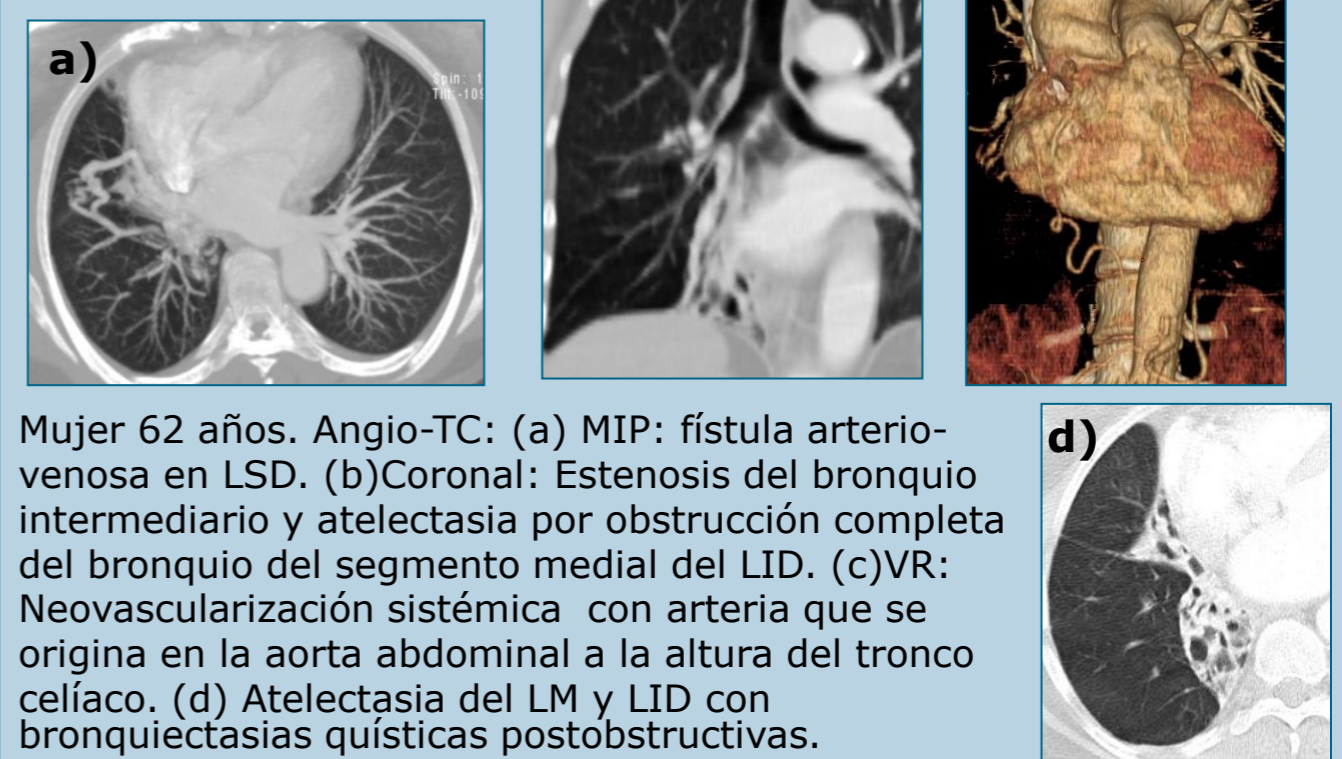 a)
Spin: 1
Tilt:-109
Mujer 62 años. Angio-TC: (a) MIP: fístula arterio-
venosa en LSD. (b)Coronal: Estenosis del bronquio
intermediario y atelectasia por obstrucción completa
del bronquio del segmento medial del LID. (c)VR:
Neovascularización sistémica  con arteria que se
origina en la aorta abdominal a la altura del tronco
celíaco. (d) Atelectasia del LM y LID con
bronquiectasias quísticas postobstructivas.
d)